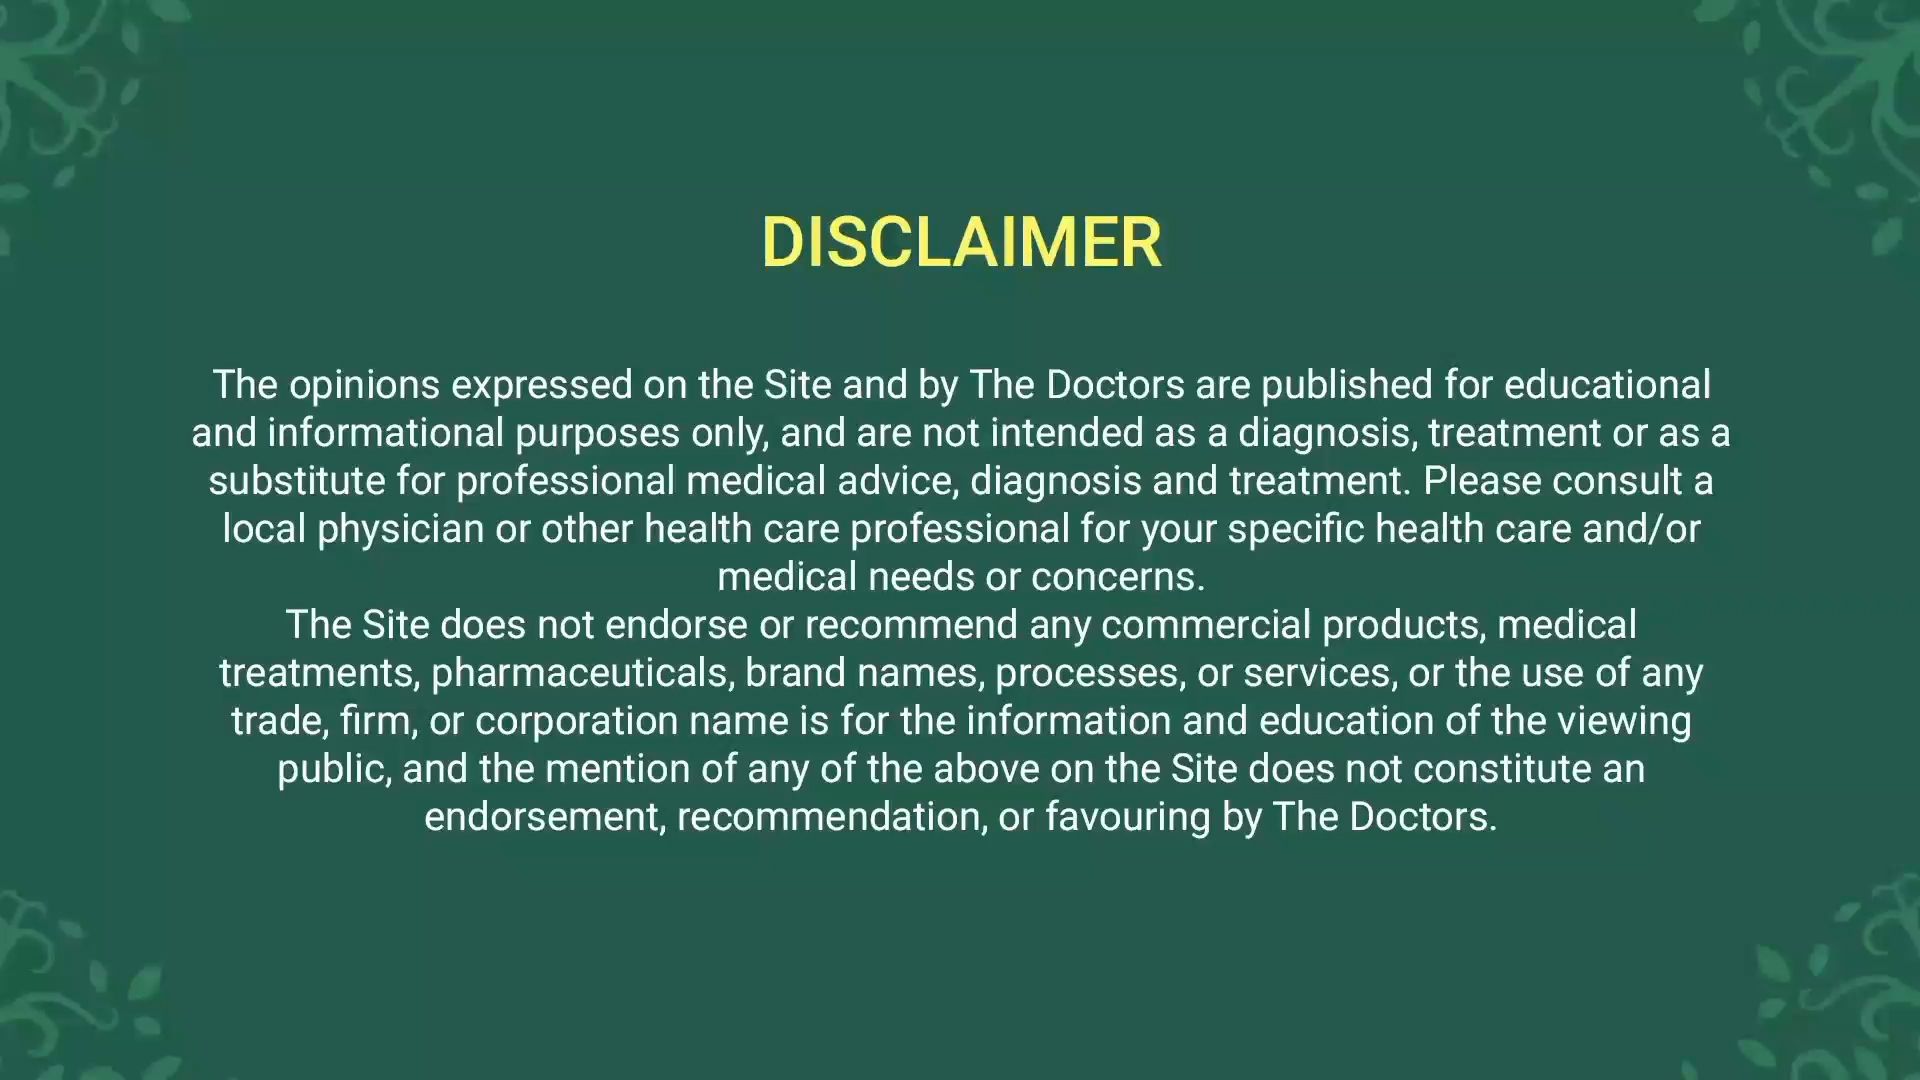 DISCLAIMER
The opinions expressed on the Site and by The Doctors are published for educational
and informational purposes only, and are not intended as a diagnosis, treatment or as a
substitute for professional medical advice, diagnosis and treatment. Please consult a
local physician or other health care professional for your specific health care and/or
medical needs or concerns.
The Site does not endorse or recommend any commercial products, medical
treatments, pharmaceuticals, brand names, processes, or services, or the use of any
trade, firm, or corporation name is for the information and education of the viewing
public, and the mention of any of the above on the Site does not constitute an
endorsement, recommendation, or favouring by The Doctors.